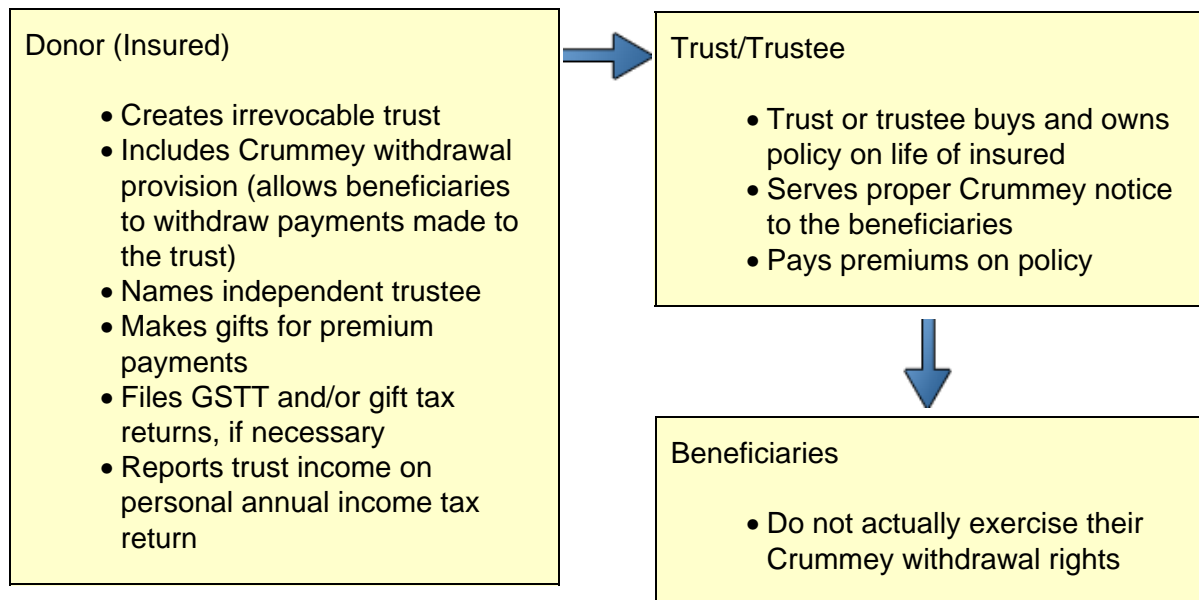 Donor (Insured)
• Creates irrevocable trust
• Includes Crummey withdrawal
provision (allows beneficiaries
to withdraw payments made to
the trust)
• Names independent trustee
• Makes gifts for premium
payments
• Files GSTT and/or gift tax
returns, if necessary
• Reports trust income on
personal annual income tax
return
Trust/Trustee
• Trust or trustee buys and owns
policy on life of insured
• Serves proper Crummey notice
to the beneficiaries
• Pays premiums on policy
Beneficiaries
• Do not actually exercise their
Crummey withdrawal rights